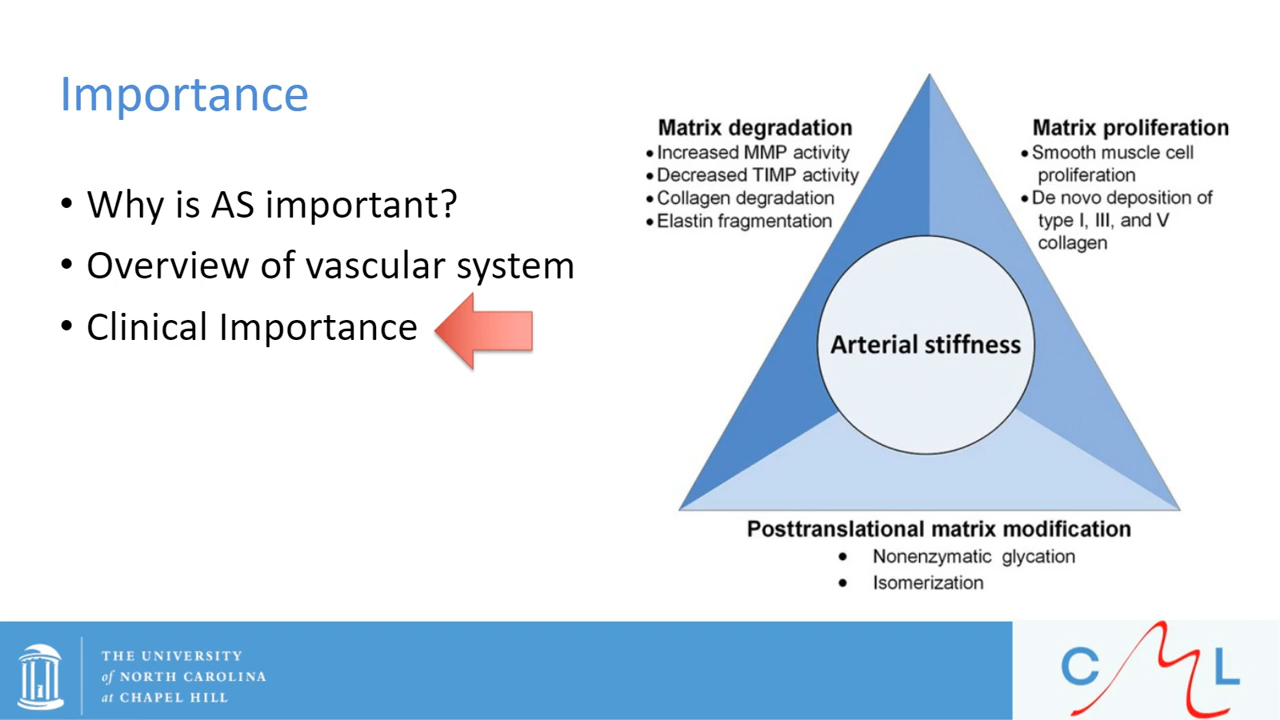 Importance
• Why is AS important?
• Overview of vascular system
• Clinical Importance
Matrix degradation
• Increased MMP activity
• Decreased TIMP activity
• Collagen degradation
• Elastin fragmentation
Matrix proliferation
• Smooth muscle cell
proliferation
• De novo deposition of
type I, III, and V
collagen
Arterial stiffness
Posttranslational matrix modification
• Nonenzymatic glycation
• Isomerization
THE UNIVERSITY
of NORTH CAROLINA
at CHAPEL HILL
CML